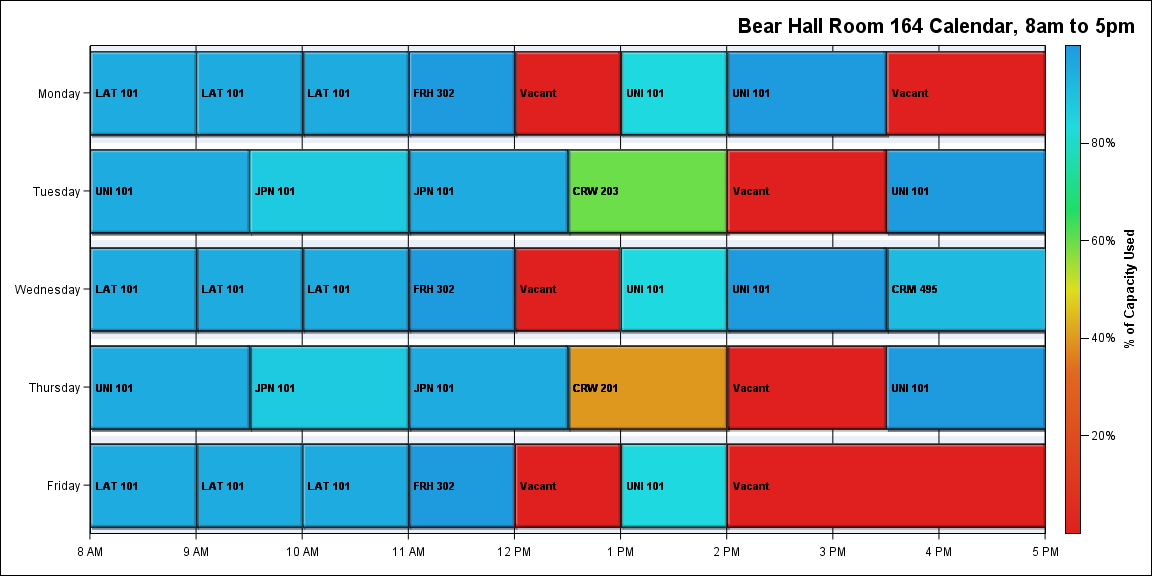 Bear Hall Room 164 Calendar, 8am to 5pm
Monday
LAT 101
LAT 101
LAT 101
FRH 302
Vacant
UNI 101
UNI 101
Vacant
Tuesday
UNI 101
JPN 101
JPN 101
CRW 203
Vacant
UNI 101
Wednesday
LAT 101
LAT 101
LAT 101
FRH 302
Vacant
UNI 101
UNI 101
CRM 495
Thursday
UNI 101
JPN 101
JPN 101
CRW 201
Vacant
UNI 101
Friday
LAT 101
LAT 101
LAT 101
FRH 302
Vacant
UNI 101
Vacant
8 AM
9 AM
10 AM
11 AM
12 PM
1 PM
2 PM
3 PM
4 PM
5 PM
80%
60%
40%
20%
% of Capacity Used